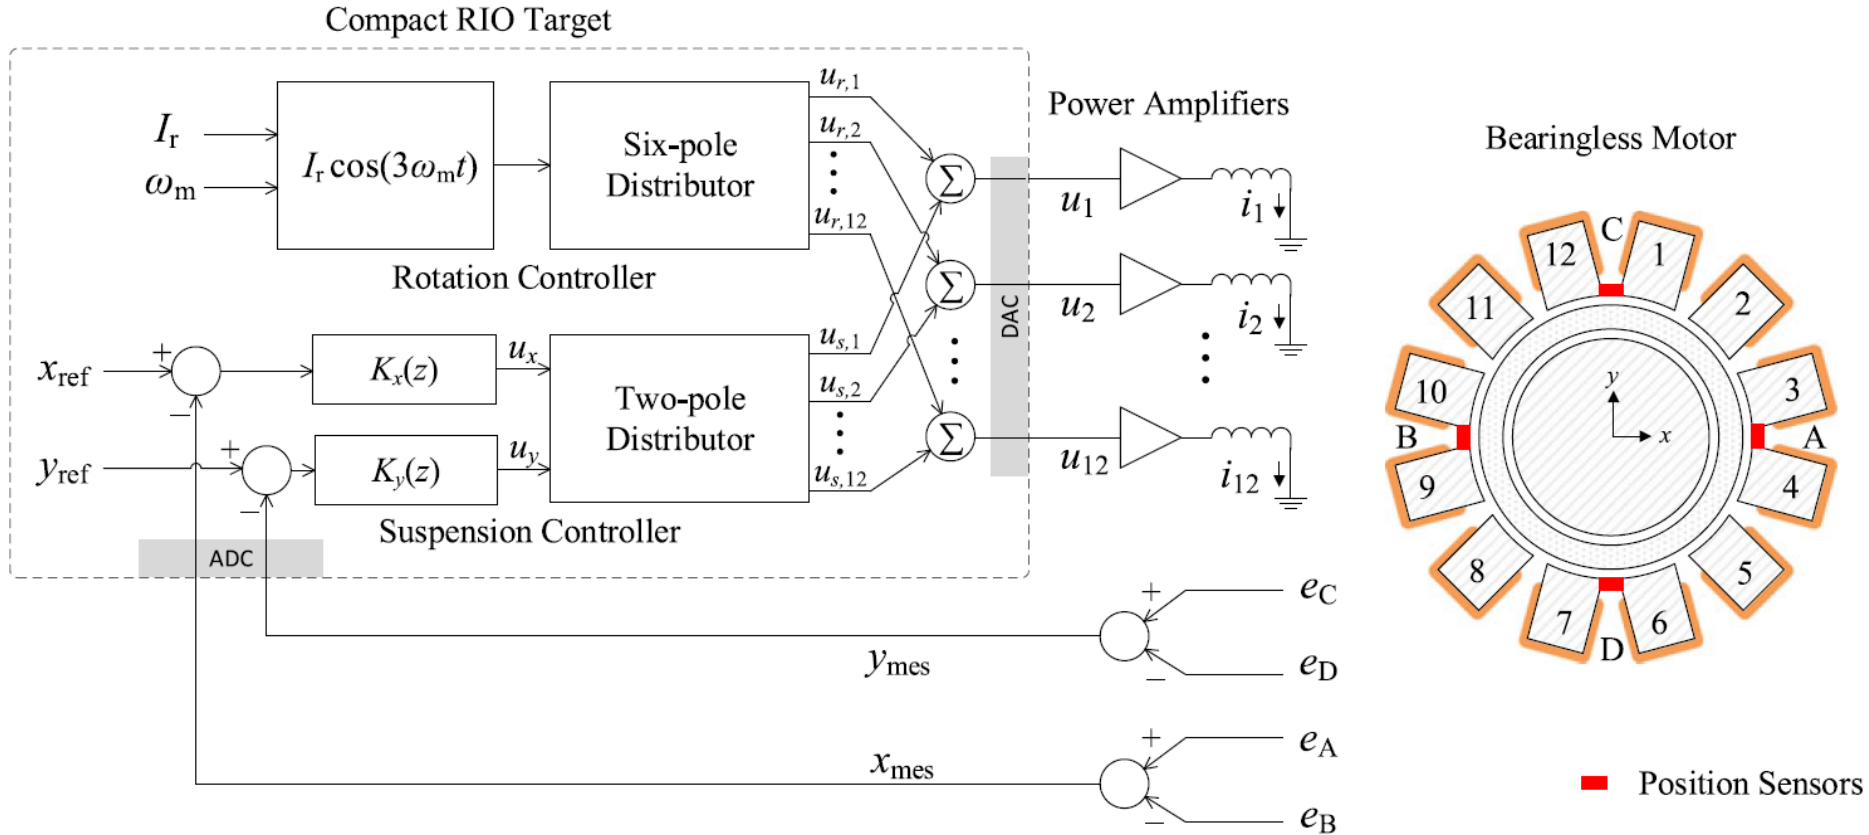 Compact RIO Target
I_r
ω_m
I_r cos(3ω_m t)
Six-pole
Distributor
u_r,1
u_r,2
u_r,12
Rotation Controller
Σ
Σ
Σ
DAC
x_ref
+
−
K_x(z)
u_x
y_ref
+
−
K_y(z)
u_y
Two-pole
Distributor
u_s,1
u_s,2
u_s,12
Suspension Controller
ADC
Power Amplifiers
u_1
i_1
u_2
i_2
u_12
i_12
y_mes
+
−
e_C
e_D
x_mes
+
−
e_A
e_B
Bearingless Motor
C
12
1
11
2
10
3
B
A
9
4
8
5
7
6
D
y
x
Position Sensors